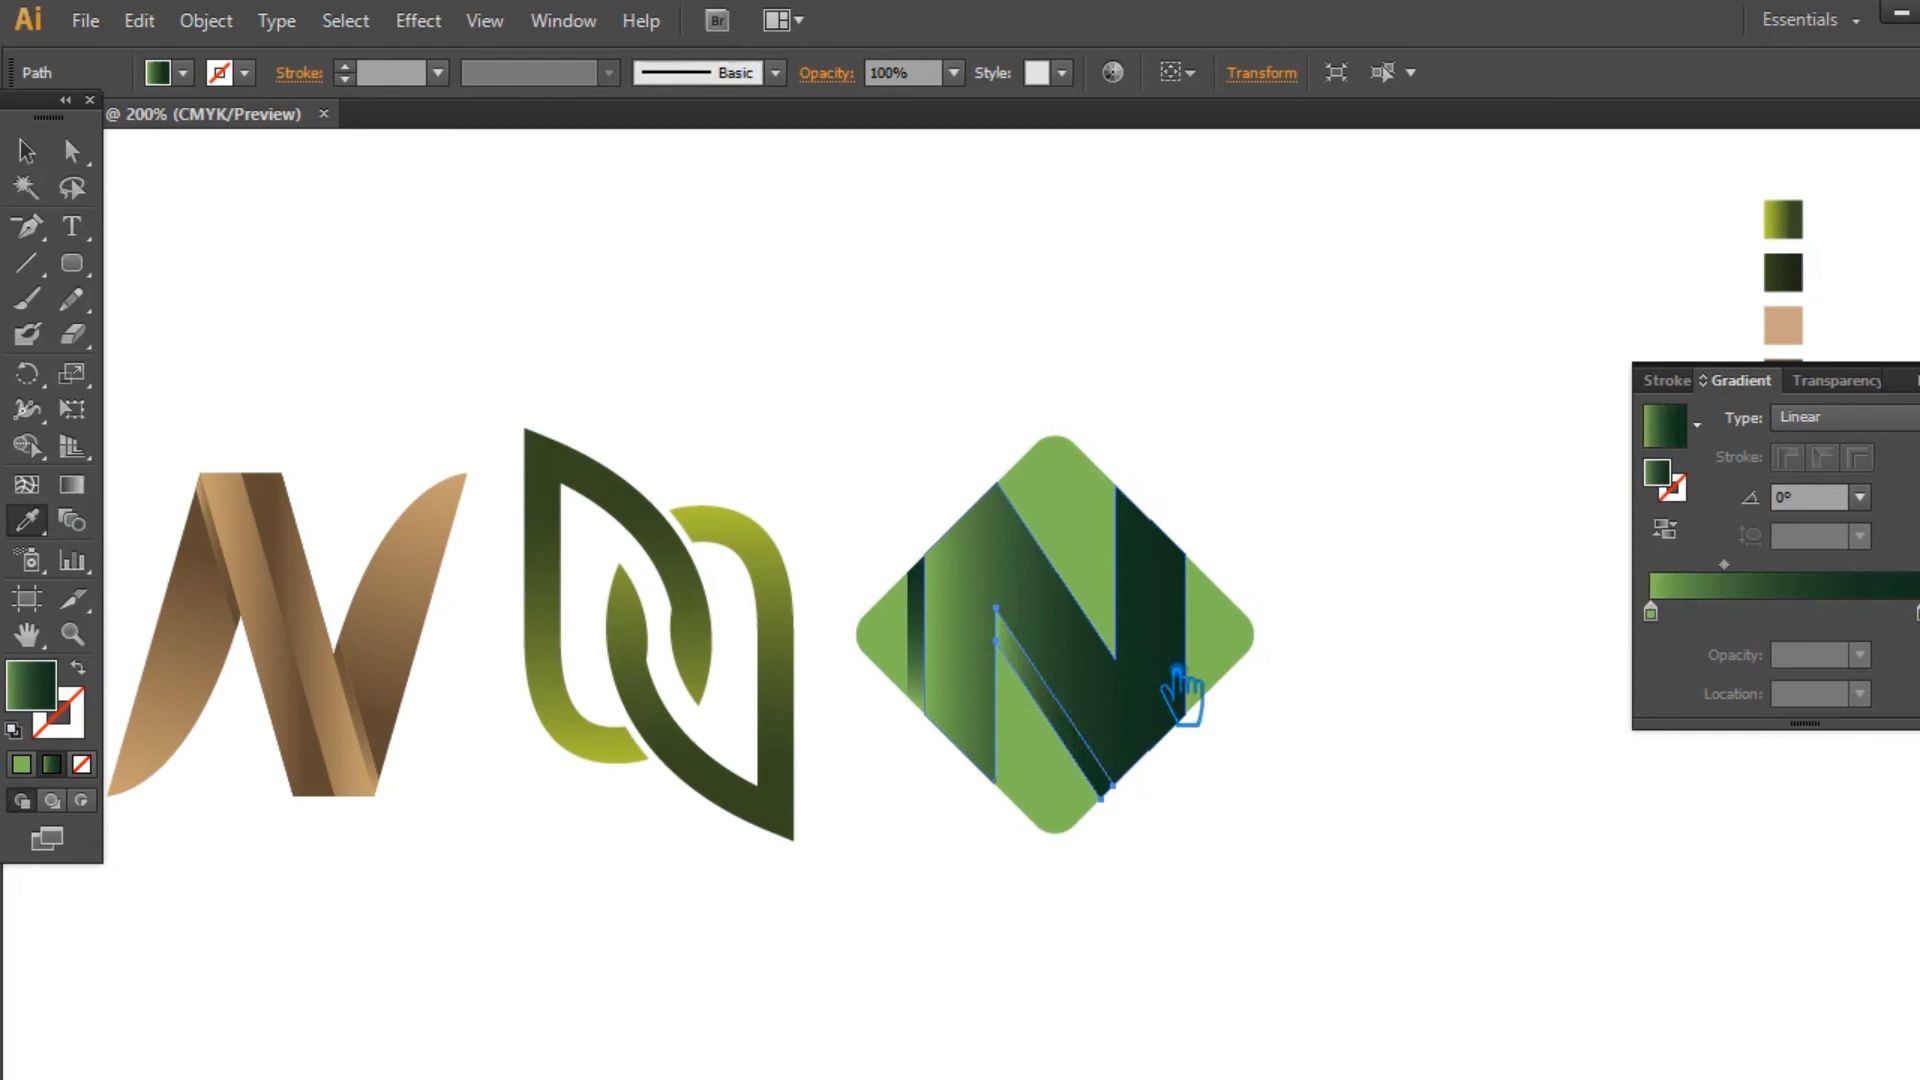 Ai File Edit Object Type Select Effect View Window Help Br Essentials
Path Stroke: Basic Opacity: 100% Style: Transform
@ 200% (CMYK/Preview) ×
T
Stroke Gradient Transparency
Type: Linear
Stroke:
0°
Opacity:
Location:
N
N